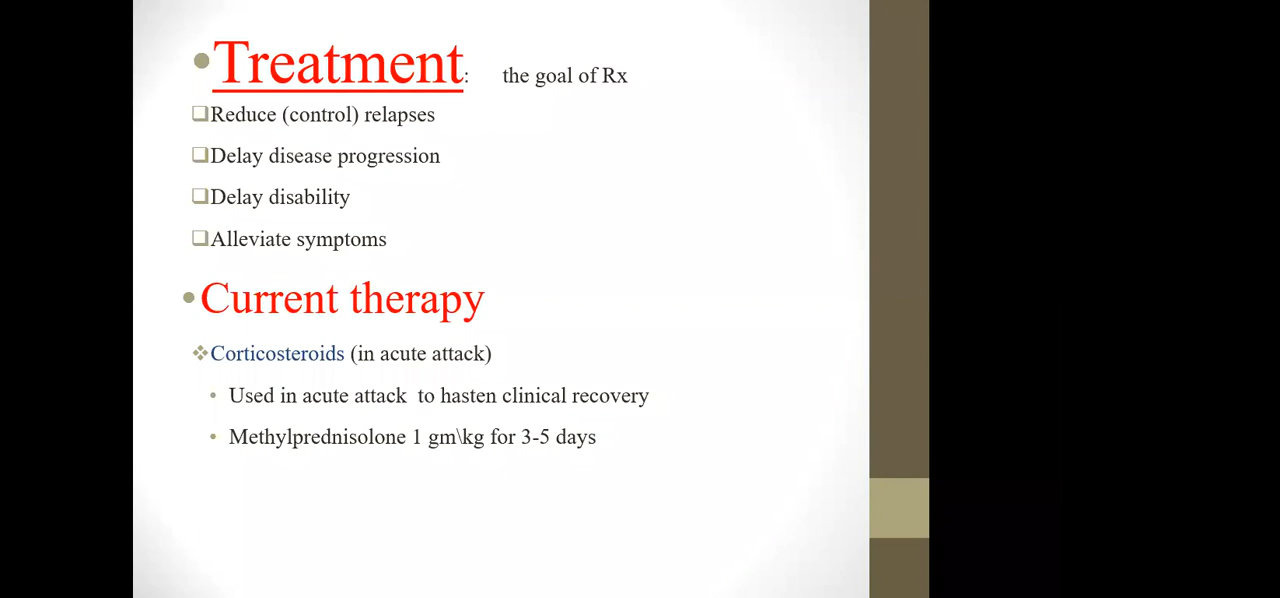 Treatment: the goal of Rx
Reduce (control) relapses
Delay disease progression
Delay disability
Alleviate symptoms
Current therapy
Corticosteroids (in acute attack)
Used in acute attack to hasten clinical recovery
Methylprednisolone 1 gm\kg for 3-5 days